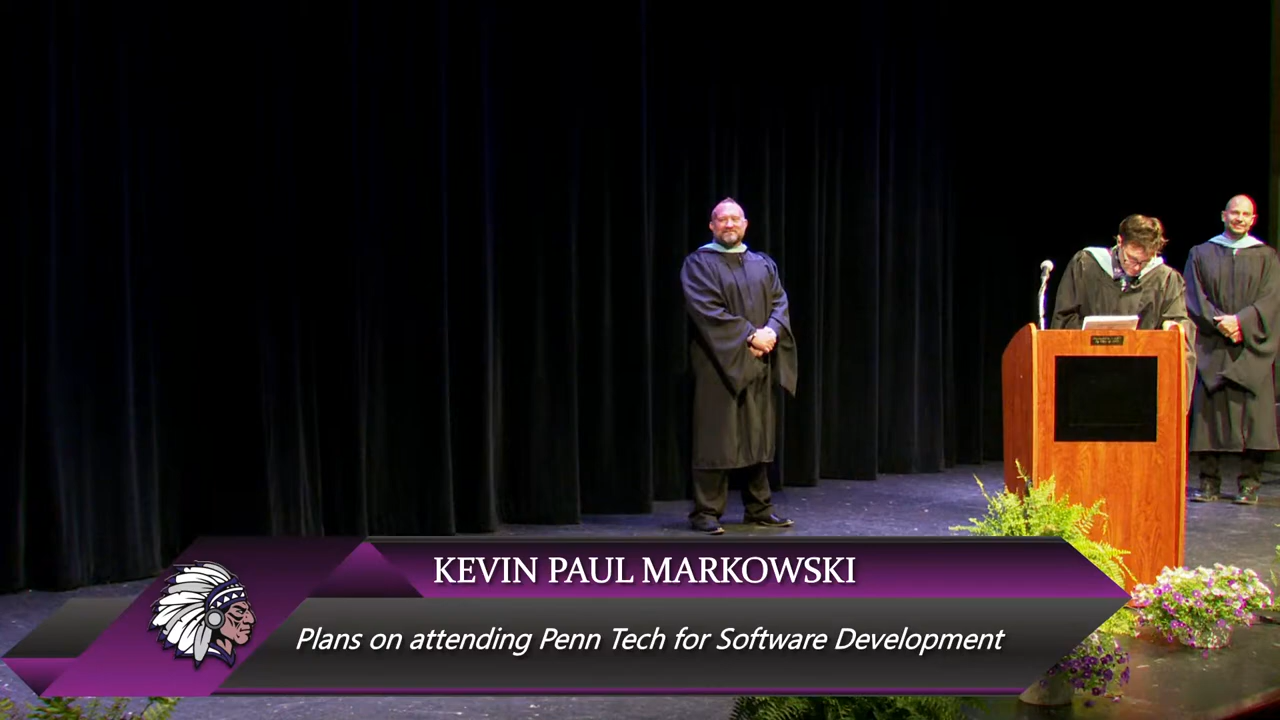 KEVIN PAUL MARKOWSKI
Plans on attending Penn Tech for Software Development